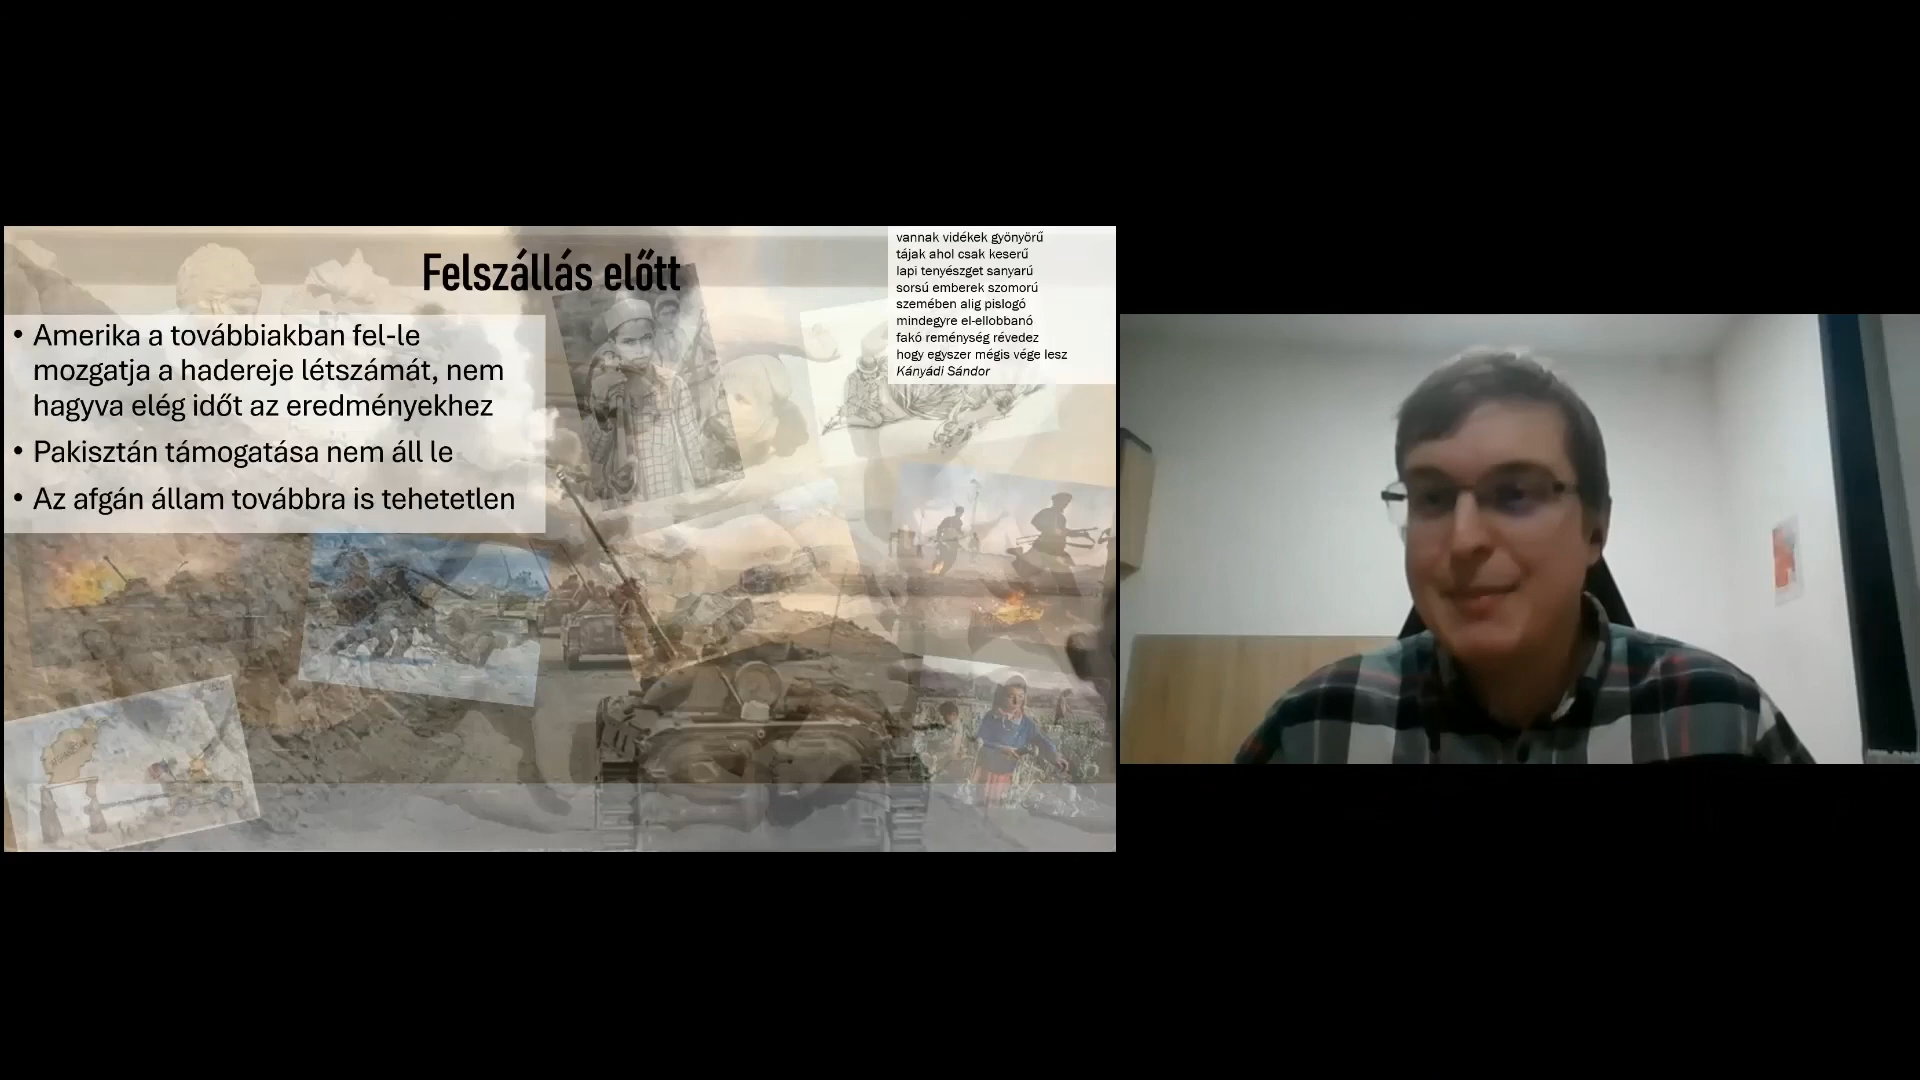 Felszállás előtt
• Amerika a továbbiakban fel-le
mozgatja a hadereje létszámát, nem
hagyva elég időt az eredményekhez
• Pakisztán támogatása nem áll le
• Az afgán állam továbbra is tehetetlen
vannak vidékek gyönyörű
tájak ahol csak keserű
lapi tenyészget sanyarú
sorsú emberek szomorú
szemében alig pislogó
mindegyre el-ellobbanó
fakó reménység révedez
hogy egyszer mégis vége lesz
Kányádi Sándor